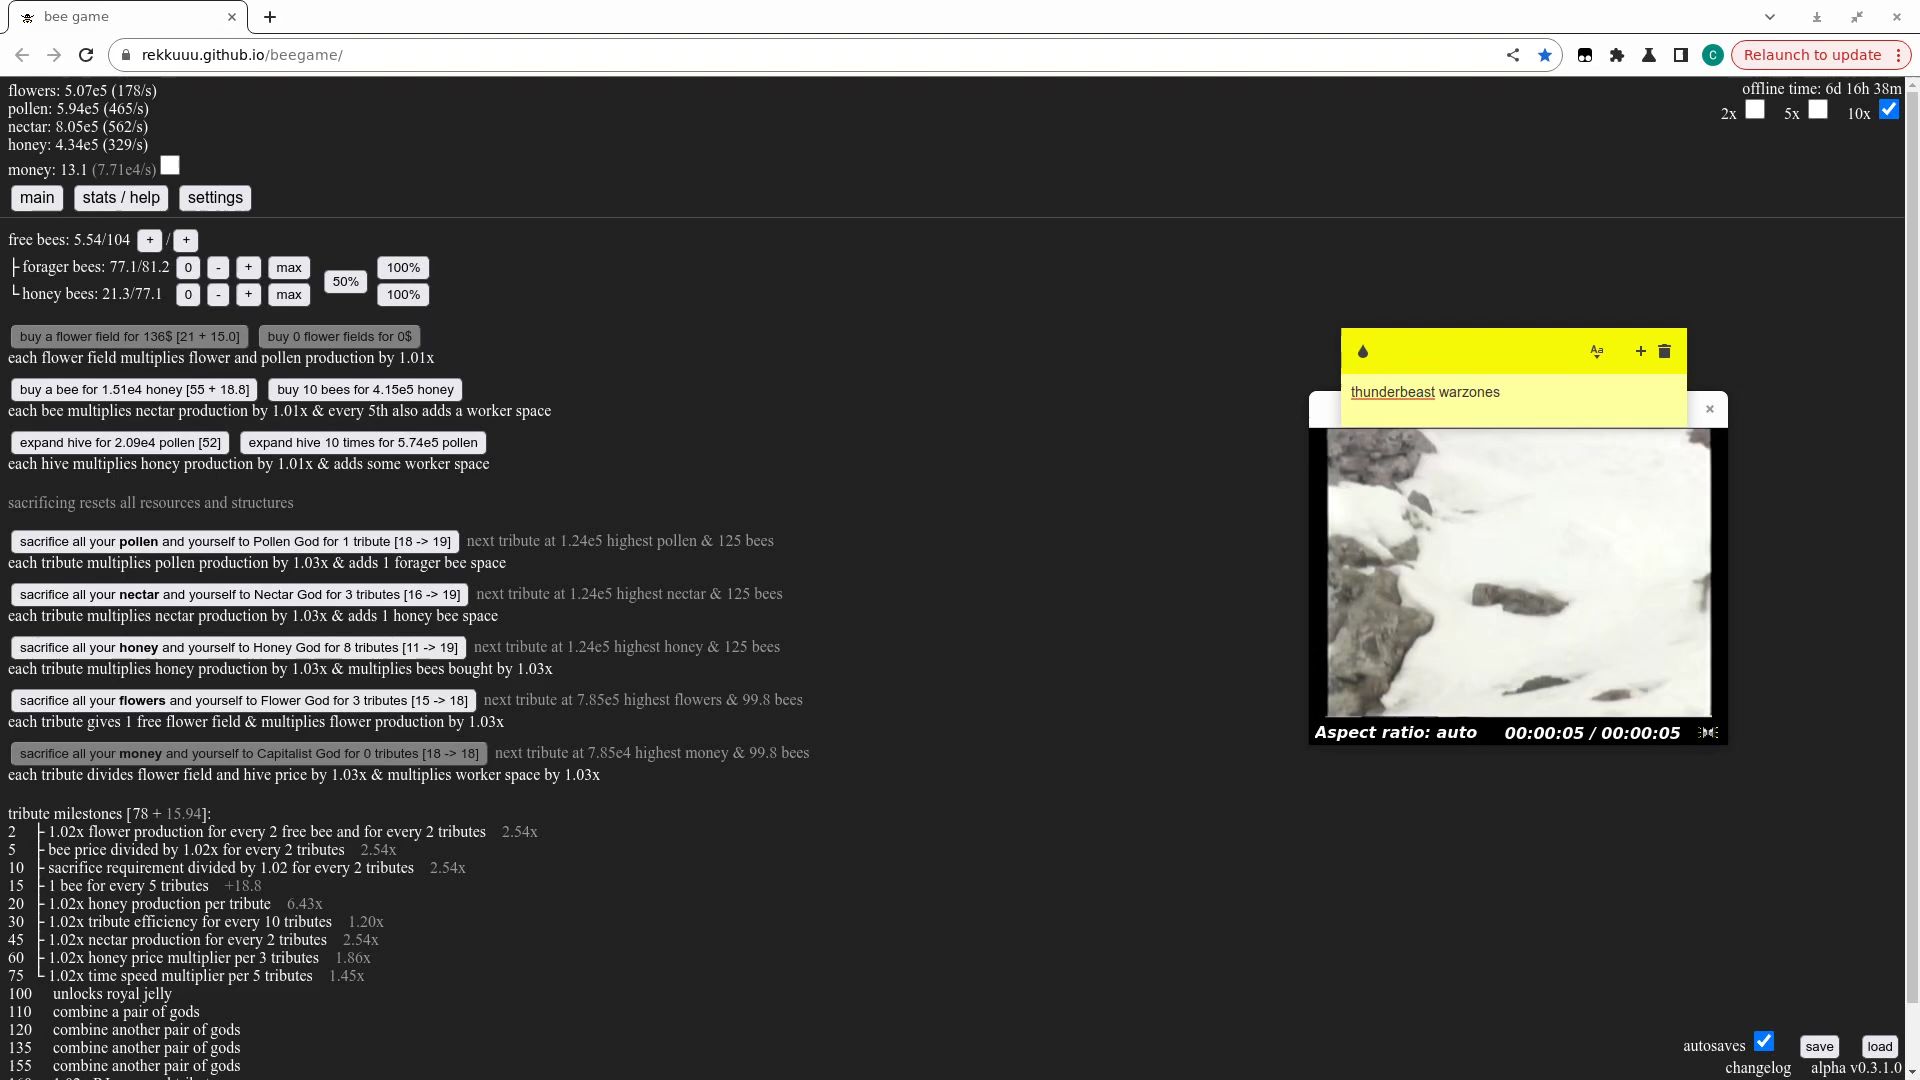 bee game
rekkuuu.github.io/beegame/
C
Relaunch to update
flowers: 5.07e5 (178/s)
pollen: 5.94e5 (465/s)
nectar: 8.05e5 (562/s)
honey: 4.34e5 (329/s)
money: 13.1 (7.71e4/s)
offline time: 6d 16h 38m
2x 5x 10x
main stats / help settings
free bees: 5.54/104 + / +
├ forager bees: 77.1/81.2 0 - + max 100%
50%
└ honey bees: 21.3/77.1 0 - + max 100%
buy a flower field for 136$ [21 + 15.0] buy 0 flower fields for 0$
each flower field multiplies flower and pollen production by 1.01x
buy a bee for 1.51e4 honey [55 + 18.8] buy 10 bees for 4.15e5 honey
each bee multiplies nectar production by 1.01x & every 5th also adds a worker space
expand hive for 2.09e4 pollen [52] expand hive 10 times for 5.74e5 pollen
each hive multiplies honey production by 1.01x & adds some worker space
sacrificing resets all resources and structures
sacrifice all your pollen and yourself to Pollen God for 1 tribute [18 -> 19] next tribute at 1.24e5 highest pollen & 125 bees
each tribute multiplies pollen production by 1.03x & adds 1 forager bee space
sacrifice all your nectar and yourself to Nectar God for 3 tributes [16 -> 19] next tribute at 1.24e5 highest nectar & 125 bees
each tribute multiplies nectar production by 1.03x & adds 1 honey bee space
sacrifice all your honey and yourself to Honey God for 8 tributes [11 -> 19] next tribute at 1.24e5 highest honey & 125 bees
each tribute multiplies honey production by 1.03x & multiplies bees bought by 1.03x
sacrifice all your flowers and yourself to Flower God for 3 tributes [15 -> 18] next tribute at 7.85e5 highest flowers & 99.8 bees
each tribute gives 1 free flower field & multiplies flower production by 1.03x
sacrifice all your money and yourself to Capitalist God for 0 tributes [18 -> 18] next tribute at 7.85e4 highest money & 99.8 bees
each tribute divides flower field and hive price by 1.03x & multiplies worker space by 1.03x
tribute milestones [78 + 15.94]:
2 ├ 1.02x flower production for every 2 free bee and for every 2 tributes 2.54x
5 ├ bee price divided by 1.02x for every 2 tributes 2.54x
10 ├ sacrifice requirement divided by 1.02 for every 2 tributes 2.54x
15 ├ 1 bee for every 5 tributes +18.8
20 ├ 1.02x honey production per tribute 6.43x
30 ├ 1.02x tribute efficiency for every 10 tributes 1.20x
45 ├ 1.02x nectar production for every 2 tributes 2.54x
60 ├ 1.02x honey price multiplier per 3 tributes 1.86x
75 └ 1.02x time speed multiplier per 5 tributes 1.45x
100 unlocks royal jelly
110 combine a pair of gods
120 combine another pair of gods
135 combine another pair of gods
155 combine another pair of gods
Aa
thunderbeast warzones
Aspect ratio: auto 00:00:05 / 00:00:05
autosaves save load
changelog alpha v0.3.1.0